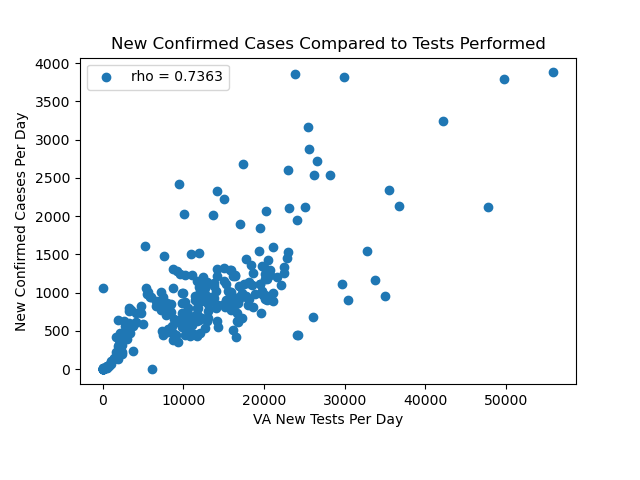 New Confirmed Cases Compared to Tests Performed
rho = 0.7363
New Confirmed Caeses Per Day
4000
3500
3000
2500
2000
1500
1000
500
0
0 10000 20000 30000 40000 50000
VA New Tests Per Day